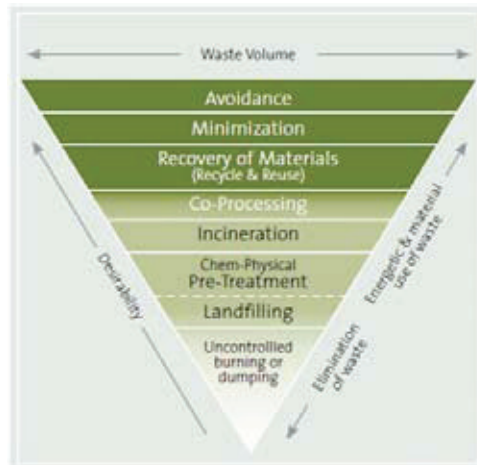 Waste Volume
Avoidance
Minimization
Recovery of Materials
(Recycle & Reuse)
Co-Processing
Incineration
Chem-Physical
Pre-Treatment
Landfilling
Uncontrollied
burning or
dumping
Desirability
Energetic & material
use of waste
Elimination
of waste